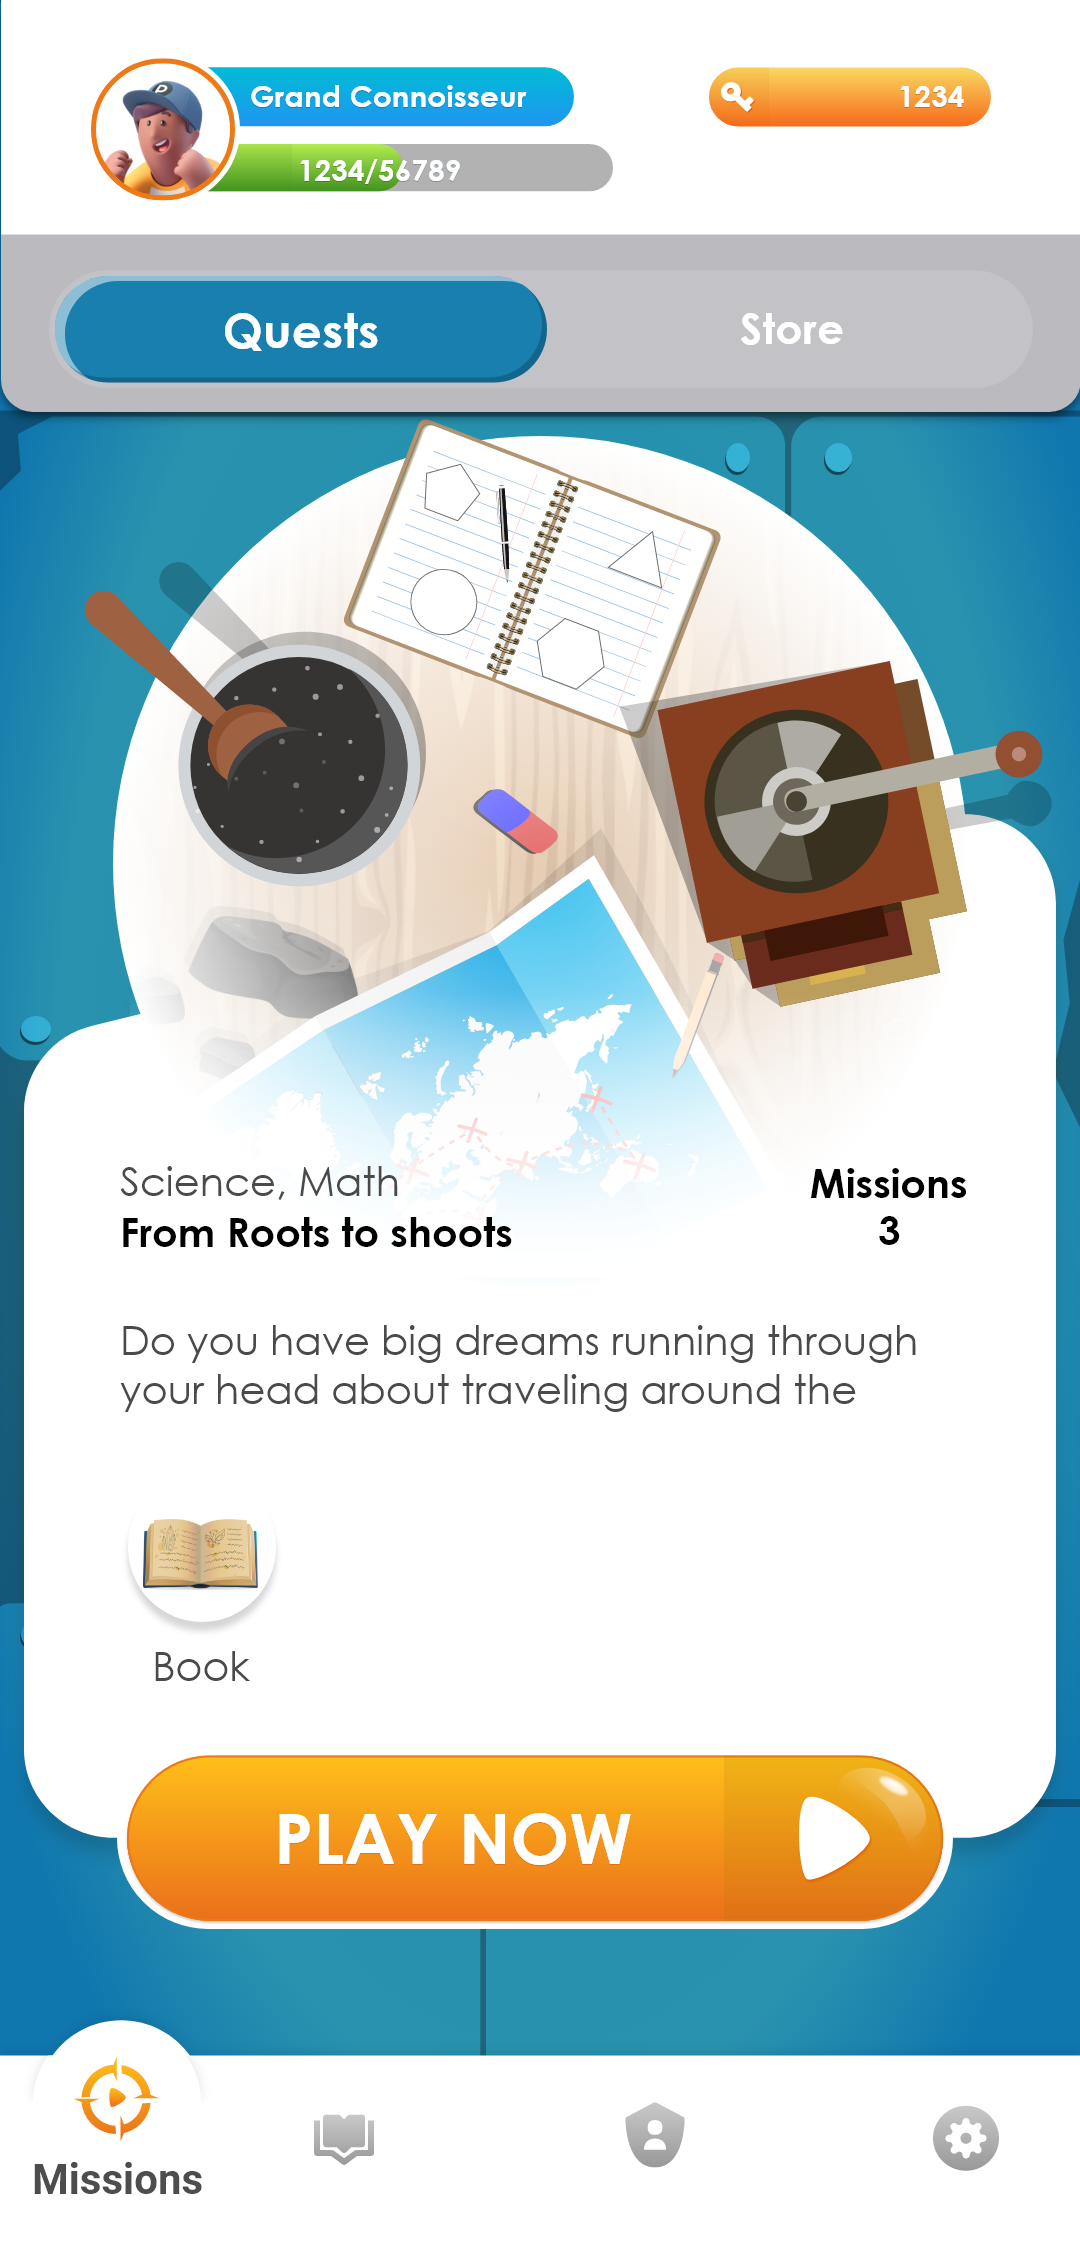 P
Grand Connoisseur
1234
1234/56789
Quests
Store
Science, Math
From Roots to shoots
Missions
3
Do you have big dreams running through
your head about traveling around the
Book
PLAY NOW
Missions